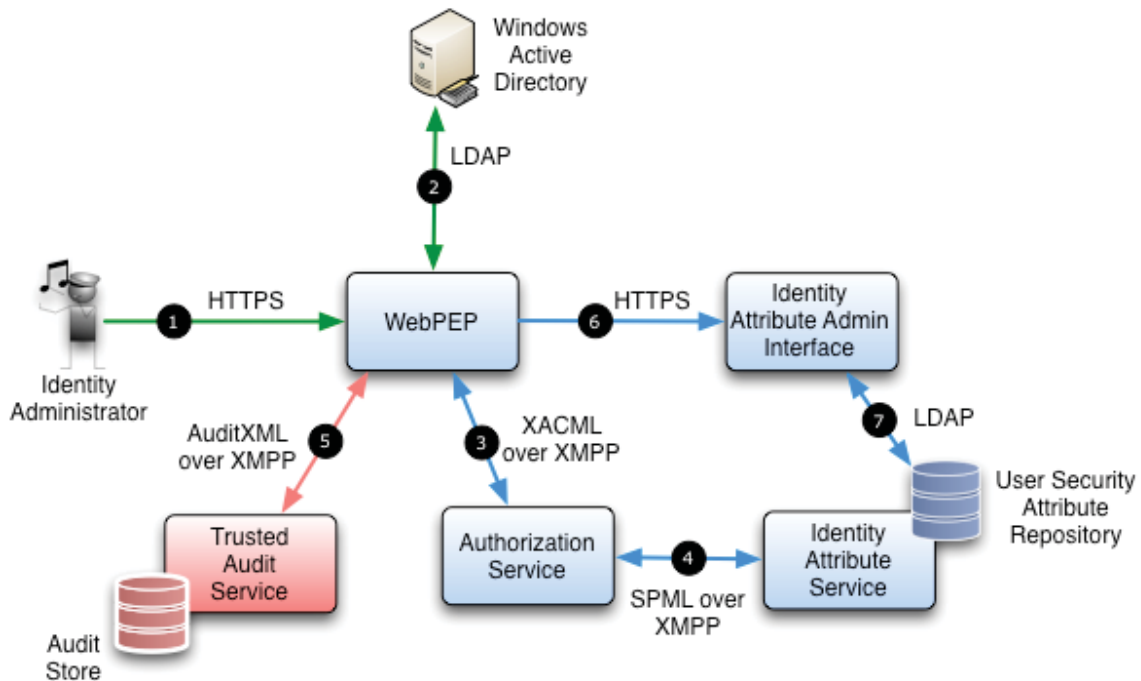 Windows
Active
Directory
LDAP
2
HTTPS
1
WebPEP
HTTPS
6
Identity
Attribute Admin
Interface
Identity
Administrator
AuditXML
over XMPP
5
XACML
over XMPP
3
7
LDAP
User Security
Attribute
Repository
Trusted
Audit
Service
Authorization
Service
4
SPML over
XMPP
Identity
Attribute
Service
Audit
Store